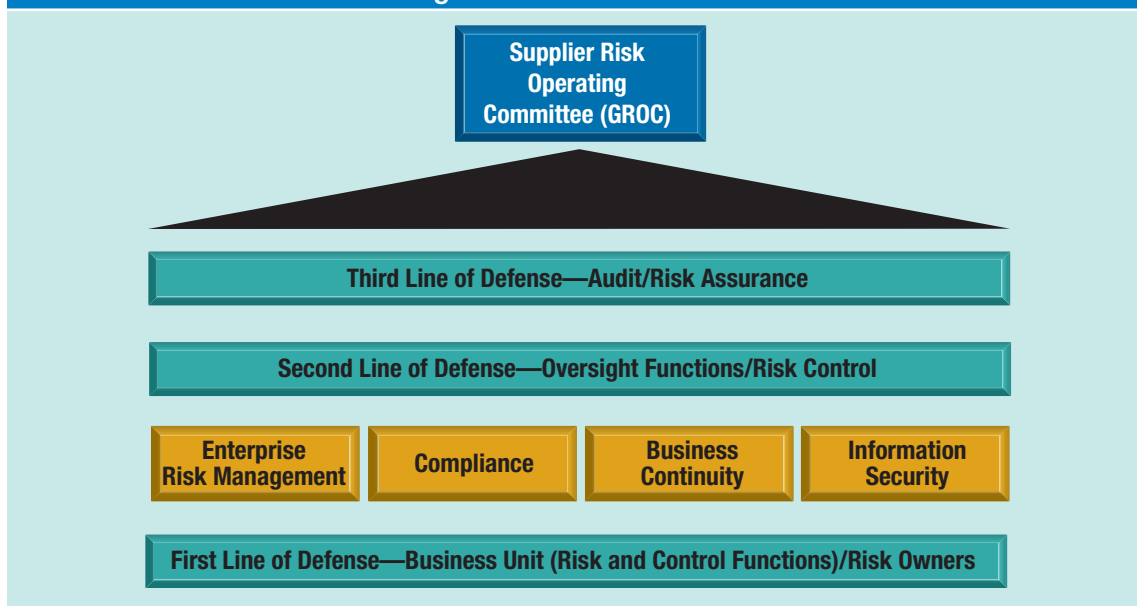 Supplier Risk
Operating
Committee (GROC)
Third Line of Defense—Audit/Risk Assurance
Second Line of Defense—Oversight Functions/Risk Control
Enterprise
Risk Management
Compliance
Business
Continuity
Information
Security
First Line of Defense—Business Unit (Risk and Control Functions)/Risk Owners